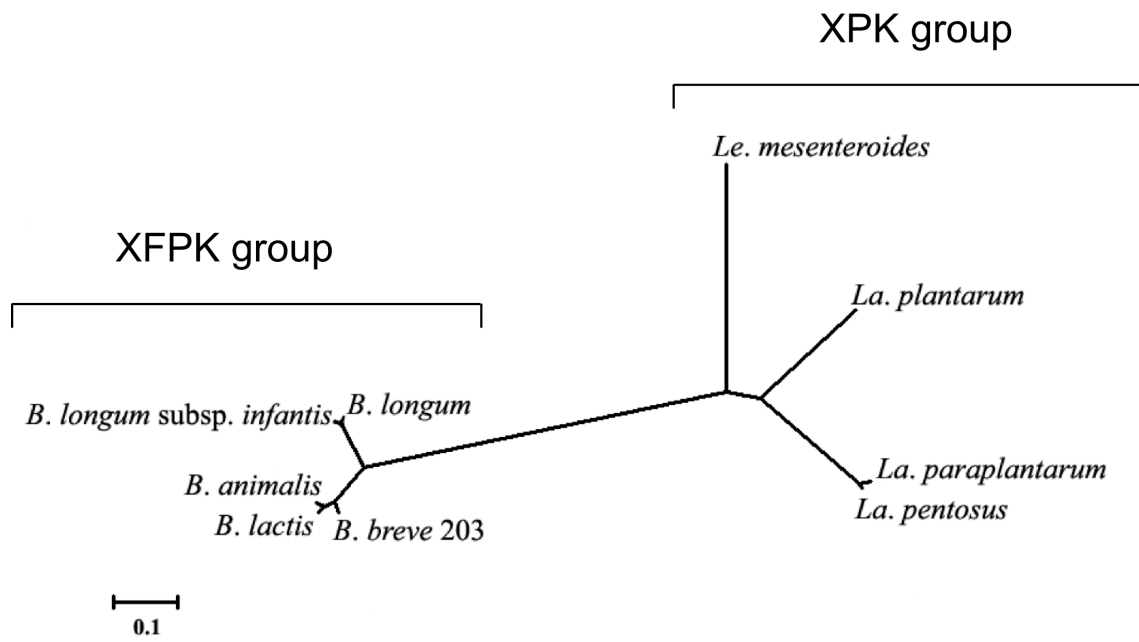 XPK group
Le. mesenteroides
XFPK group
La. plantarum
B. longum subsp. infantis
B. longum
La. paraplantarum
B. animalis
La. pentosus
B. lactis
B. breve 203
0.1